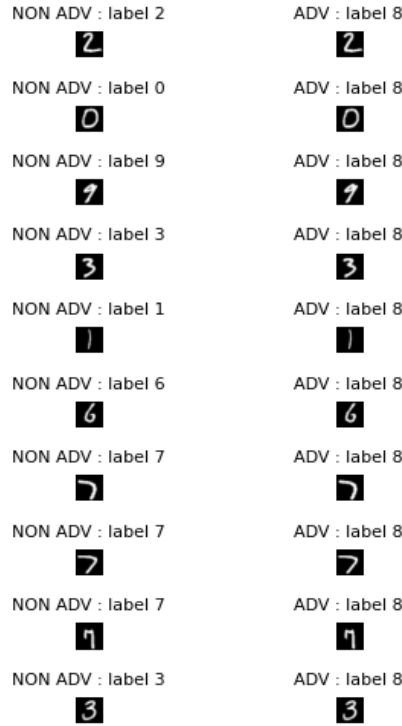 NON ADV : label 2 ADV : label 8
2 2
NON ADV : label 0 ADV : label 8
0 0
NON ADV : label 9 ADV : label 8
9 9
NON ADV : label 3 ADV : label 8
3 3
NON ADV : label 1 ADV : label 8
1 1
NON ADV : label 6 ADV : label 8
6 6
NON ADV : label 7 ADV : label 8
7 7
NON ADV : label 7 ADV : label 8
7 7
NON ADV : label 7 ADV : label 8
7 7
NON ADV : label 3 ADV : label 8
3 3